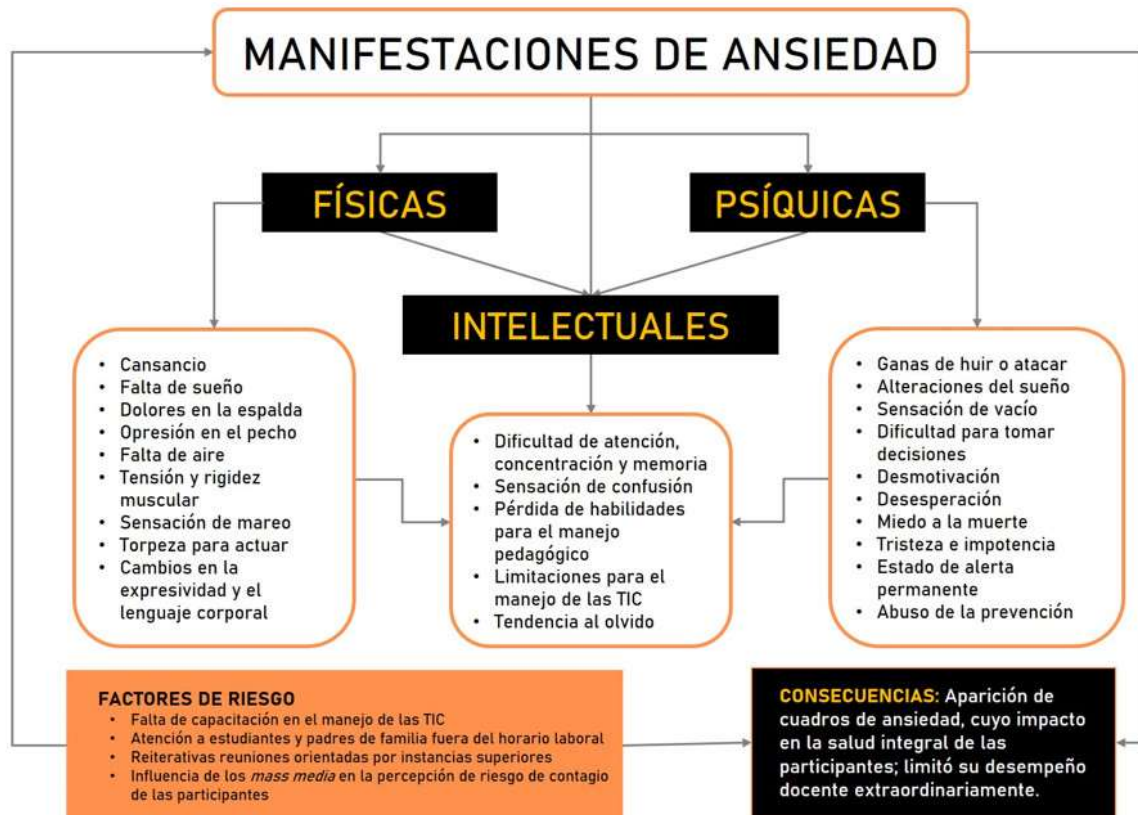 MANIFESTACIONES DE ANSIEDAD
FÍSICAS
PSÍQUICAS
INTELECTUALES
• Cansancio
• Falta de sueño
• Dolores en la espalda
• Opresión en el pecho
• Falta de aire
• Tensión y rigidez
muscular
• Sensación de mareo
• Torpeza para actuar
• Cambios en la
expresividad y el
lenguaje corporal
• Dificultad de atención,
concentración y memoria
• Sensación de confusión
• Pérdida de habilidades
para el manejo
pedagógico
• Limitaciones para el
manejo de las TIC
• Tendencia al olvido
• Ganas de huir o atacar
• Alteraciones del sueño
• Sensación de vacío
• Dificultad para tomar
decisiones
• Desmotivación
• Desesperación
• Miedo a la muerte
• Tristeza e impotencia
• Estado de alerta
permanente
• Abuso de la prevención
FACTORES DE RIESGO
• Falta de capacitación en el manejo de las TIC
• Atención a estudiantes y padres de familia fuera del horario laboral
• Reiterativas reuniones orientadas por instancias superiores
• Influencia de los mass media en la percepción de riesgo de contagio
de las participantes
CONSECUENCIAS: Aparición de
cuadros de ansiedad, cuyo impacto
en la salud integral de las
participantes; limitó su desempeño
docente extraordinariamente.